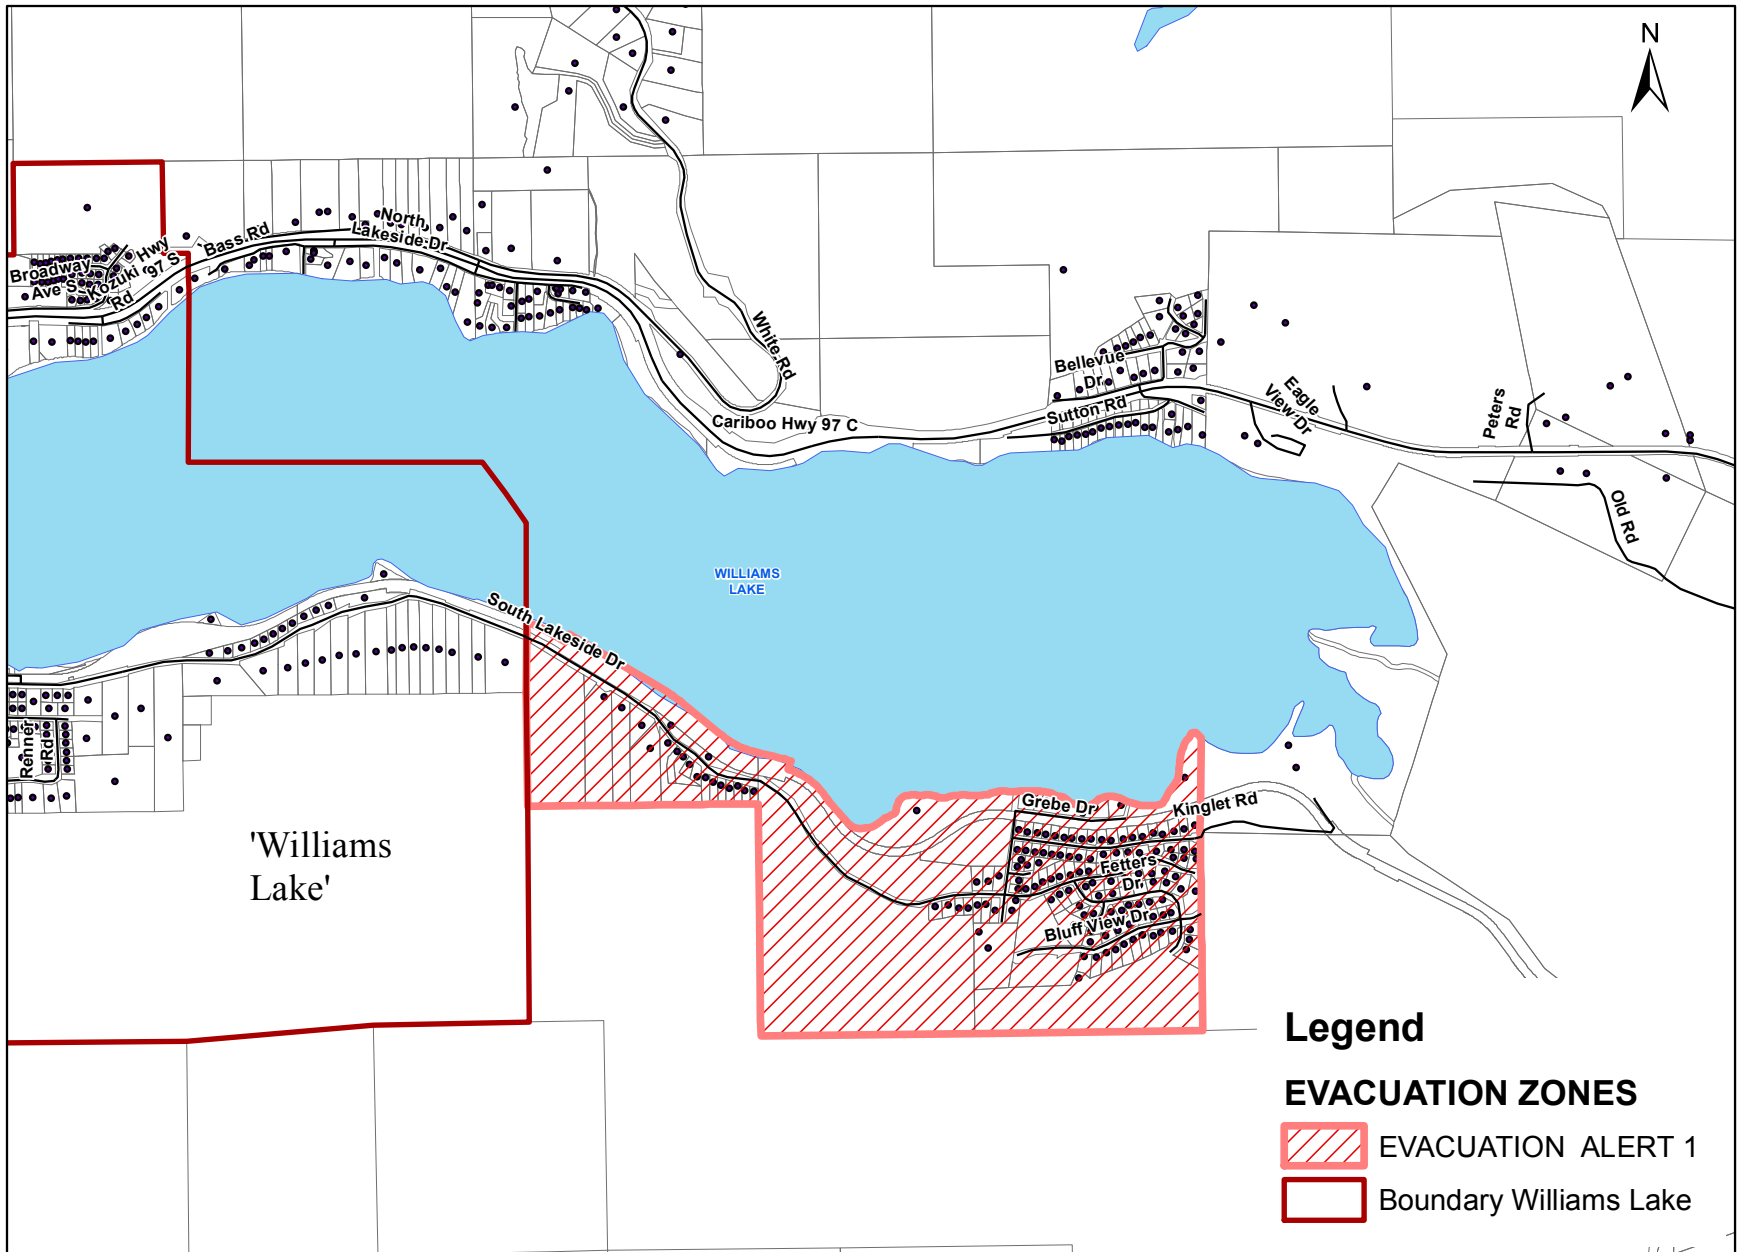 N
North
Lakeside Dr
Bass Rd
Hwy
97 S
Broadway
Ave S
Kozuki
Rd
White Rd
Bellevue
Dr
Sutton Rd
Cariboo Hwy 97 C
Eagle
View Dr
Peters
Rd
Old Rd
WILLIAMS
LAKE
South Lakeside Dr
Renner
Rd
Grebe Dr
Kinglet Rd
Fetters
Dr
Bluff View Dr
'Williams
Lake'
Legend
EVACUATION ZONES
EVACUATION ALERT 1
Boundary Williams Lake